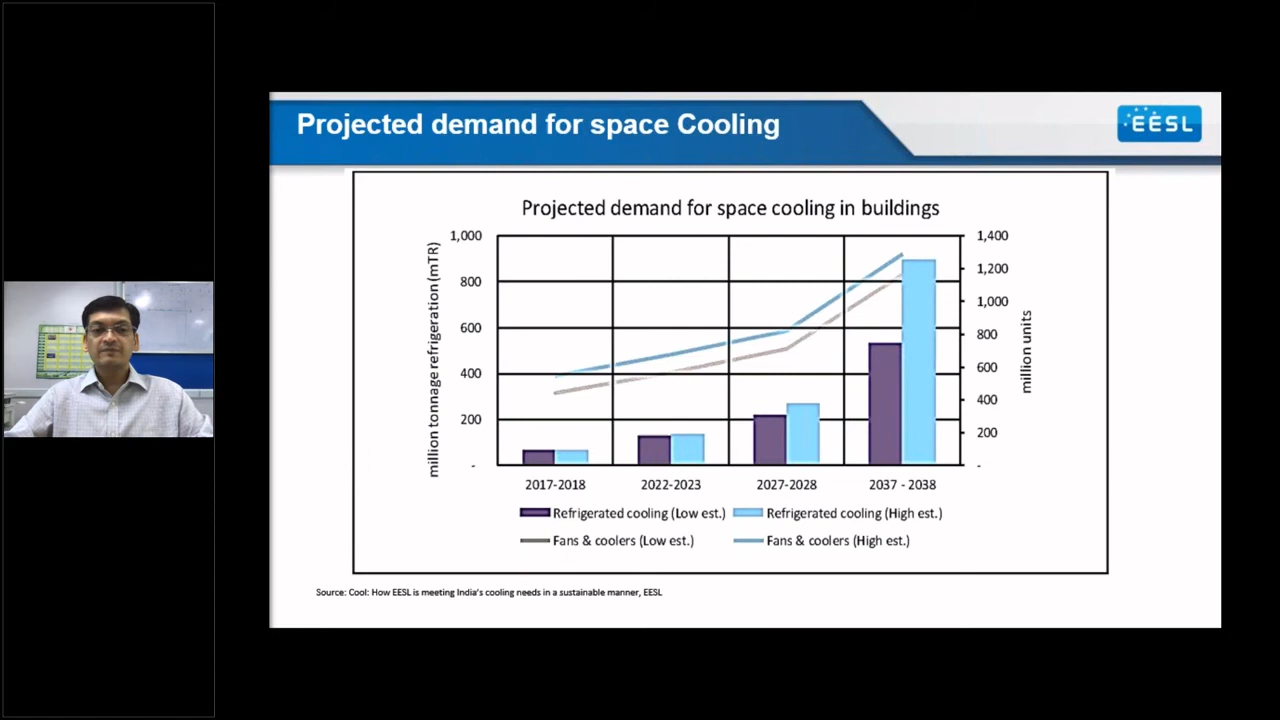 Projected demand for space Cooling
EESL
Projected demand for space cooling in buildings
million tonnage refrigeration (mTR)
1,000
800
600
400
200
-
1,400
1,200
1,000
800
600
400
200
-
million units
2017-2018 2022-2023 2027-2028 2037 - 2038
Refrigerated cooling (Low est.) Refrigerated cooling (High est.)
Fans & coolers (Low est.) Fans & coolers (High est.)
Source: Cool: How EESL is meeting India's cooling needs in a sustainable manner, EESL